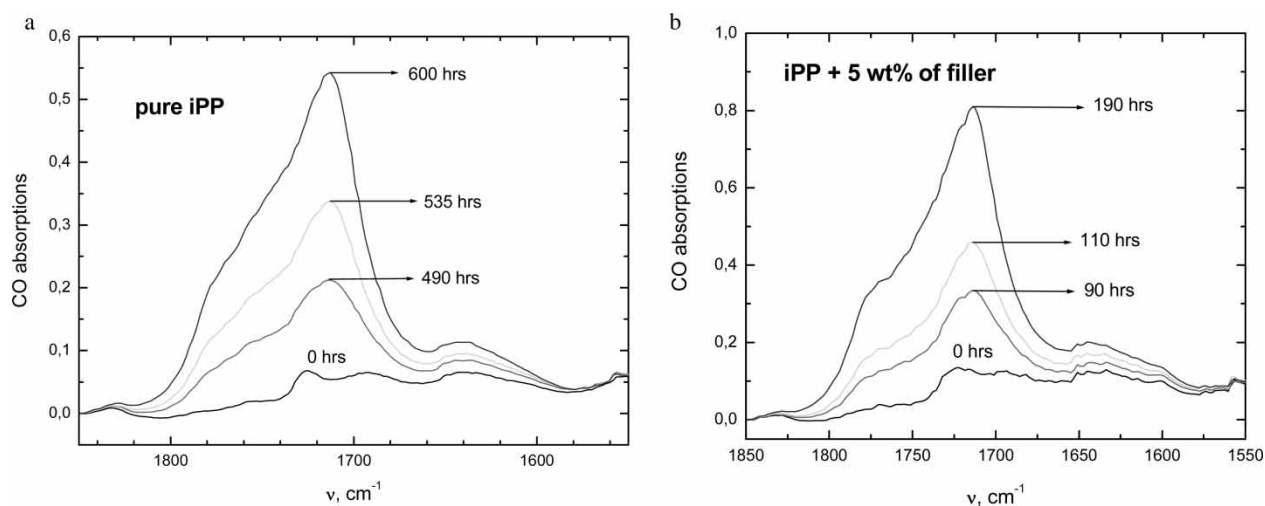 a
0,6
0,5
0,4
0,3
0,2
0,1
0,0
CO absorptions
pure iPP
600 hrs
535 hrs
490 hrs
0 hrs
1800
1700
1600
ν, cm-1
b
1,0
0,8
0,6
0,4
0,2
0,0
CO absorptions
iPP + 5 wt% of filler
190 hrs
110 hrs
90 hrs
0 hrs
1850
1800
1750
1700
1650
1600
1550
ν, cm-1